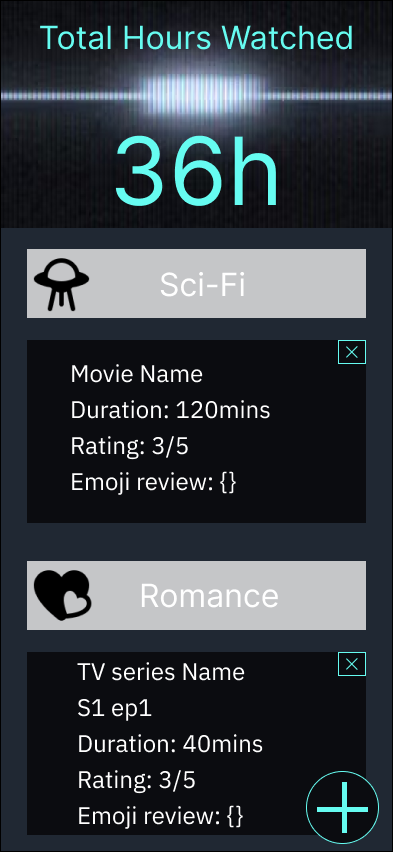 Total Hours Watched
36h
Sci-Fi
Movie Name
Duration: 120mins
Rating: 3/5
Emoji review: {}
Romance
TV series Name
S1 ep1
Duration: 40mins
Rating: 3/5
Emoji review: {}